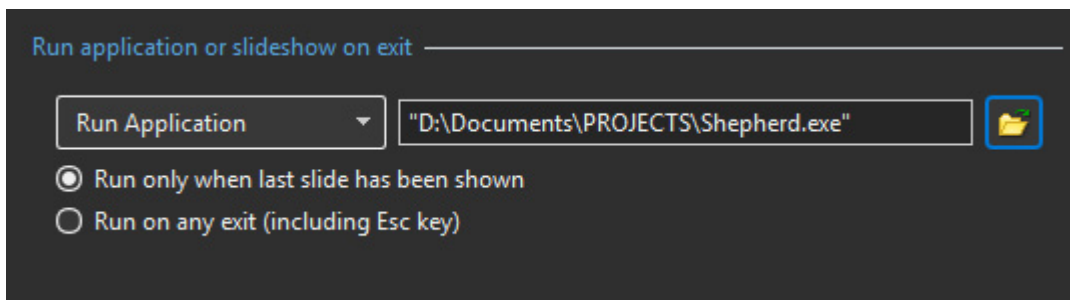 Run application or slideshow on exit
Run Application "D:\Documents\PROJECTS\Shepherd.exe"
Run only when last slide has been shown
Run on any exit (including Esc key)